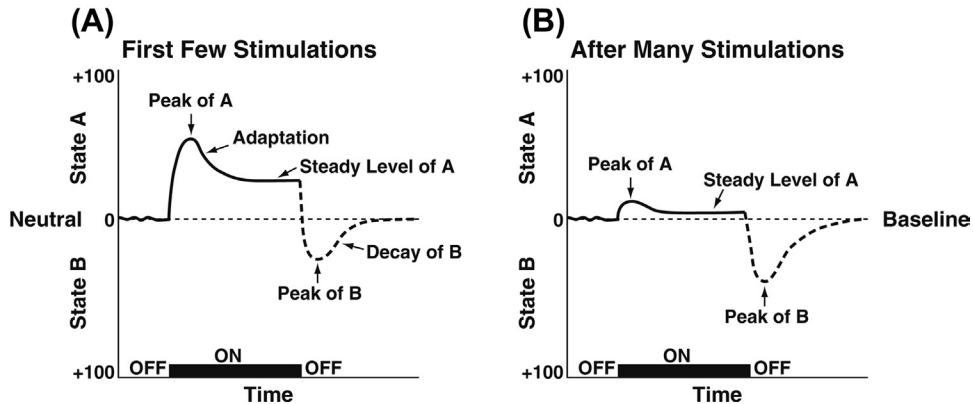 (A)
First Few Stimulations
+100
State A
Peak of A
Adaptation
Steady Level of A
Neutral
0
State B
Decay of B
Peak of B
+100
OFF
ON
OFF
Time
(B)
After Many Stimulations
+100
State A
Peak of A
Steady Level of A
0
Baseline
State B
Peak of B
+100
OFF
ON
OFF
Time